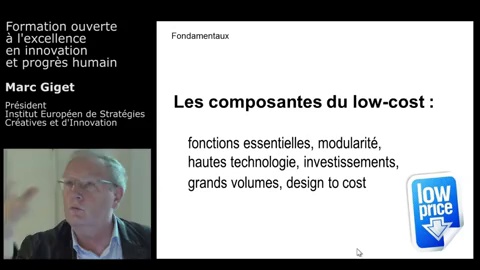 Formation ouverte
à l'excellence
en innovation
et progrès humain
Marc Giget
Président
Institut Européen de Stratégies
Créatives et d'Innovation
Fondamentaux
Les composantes du low-cost :
fonctions essentielles, modularité,
hautes technologie, investissements,
grands volumes, design to cost
low
price